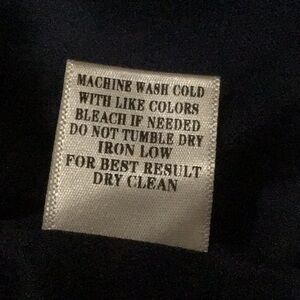 MACHINE WASH COLD
WITH LIKE COLORS
BLEACH IF NEEDED
DO NOT TUMBLE DRY
IRON LOW
FOR BEST RESULT
DRY CLEAN